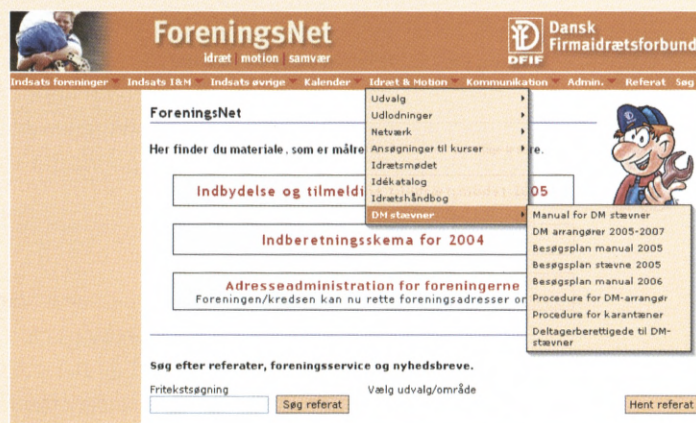 ForeningsNet
idræt | motion | samvær
DFIF
Dansk
Firmaidrætsforbund
Indsats foreninger Indsats I&M Indsats øvrige Kalender Idræt & Motion Kommunikation Admin. Referat Søg
Udvalg
Udlodninger
Netværk
Ansøgninger til kurser
Idrætsmødet
Idékatalog
Idrætshåndbog
DM stævner
Manual for DM stævner
DM arrangører 2005-2007
Besøgsplan manual 2005
Besøgsplan stævne 2005
Besøgsplan manual 2006
Procedure for DM-arrangør
Procedure for karantæner
Deltagerberettigede til DM-
stævner
ForeningsNet
Her finder du materiale, som er målre re.
Indbydelse og tilmeldi 05
Indberetningsskema for 2004
Adresseadministration for foreningerne
Foreningen/kredsen kan nu rette foreningsadresser on
Søg efter referater, foreningsservice og nyhedsbreve.
Fritekstsøgning Vælg udvalg/område
Søg referat Hent referat